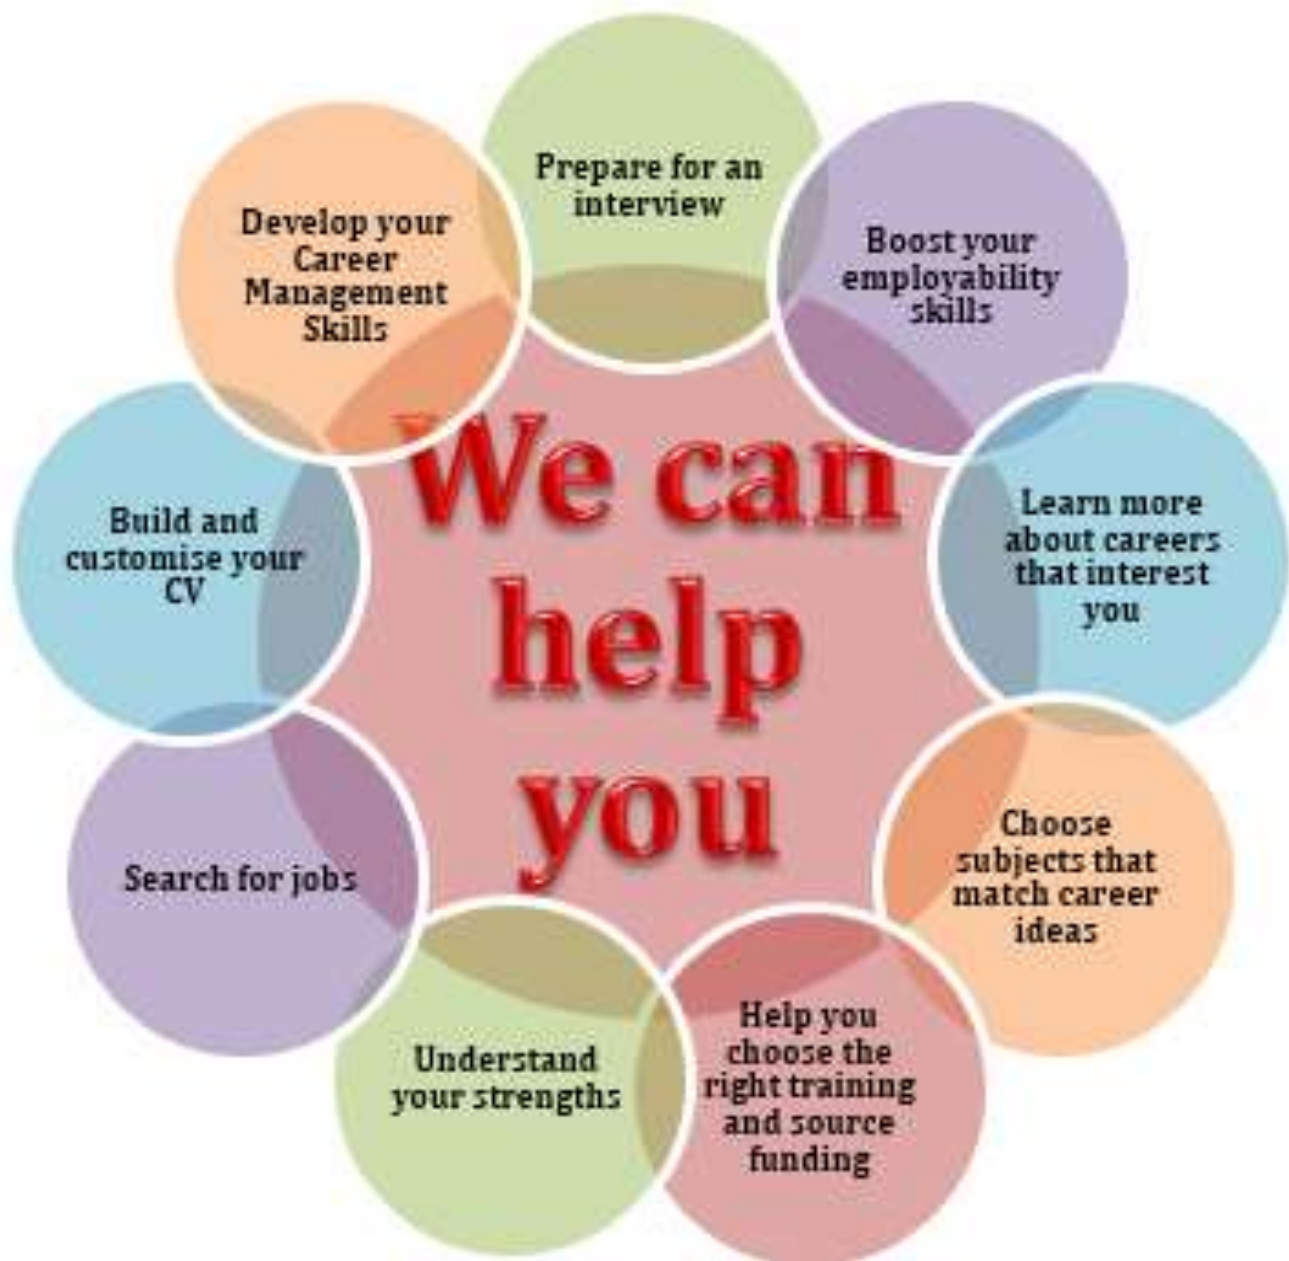 We can
help
you
Prepare for an
interview
Boost your
employability
skills
Learn more
about careers
that interest
you
Choose
subjects that
match career
ideas
Help you
choose the
right training
and source
funding
Understand
your strengths
Search for jobs
Build and
customise your
CV
Develop your
Career
Management
Skills